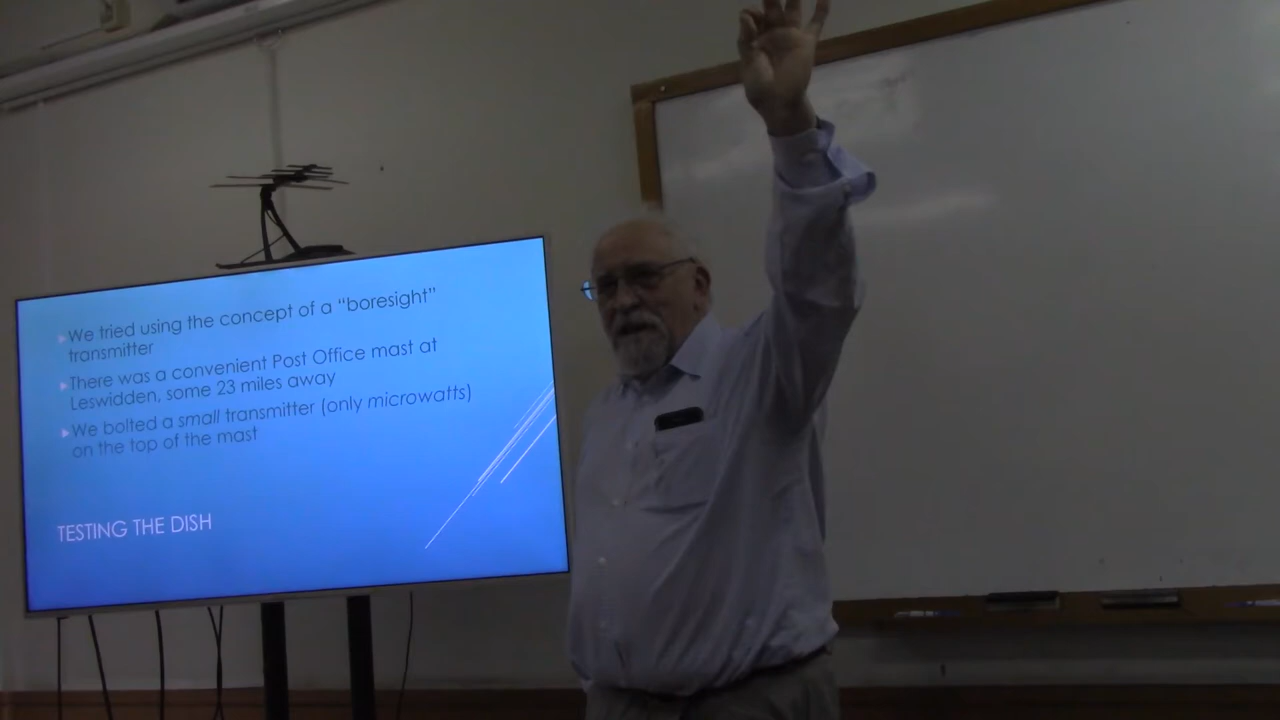 We tried using the concept of a “boresight”
transmitter
There was a convenient Post Office mast at
Leswidden, some 23 miles away
We bolted a small transmitter (only microwatts)
on the top of the mast
TESTING THE DISH